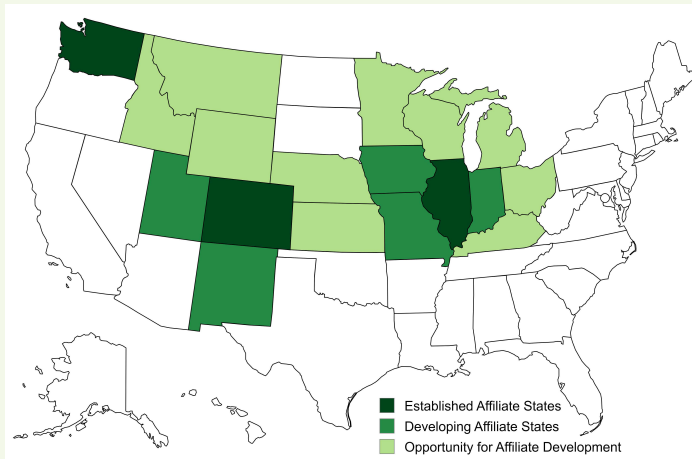 Established Affiliate States
Developing Affiliate States
Opportunity for Affiliate Development